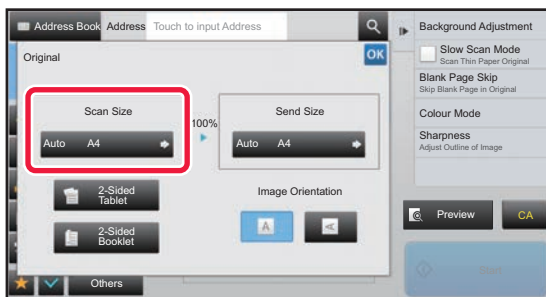 Address Book Address Touch to input Address
Original
OK
Scan Size
Auto A4
100%
Send Size
Auto A4
2-Sided
Tablet
2-Sided
Booklet
Image Orientation
A
A
Others
Background Adjustment
Slow Scan Mode
Scan Thin Paper Original
Blank Page Skip
Skip Blank Page in Original
Colour Mode
Sharpness
Adjust Outline of Image
Preview
CA
Start